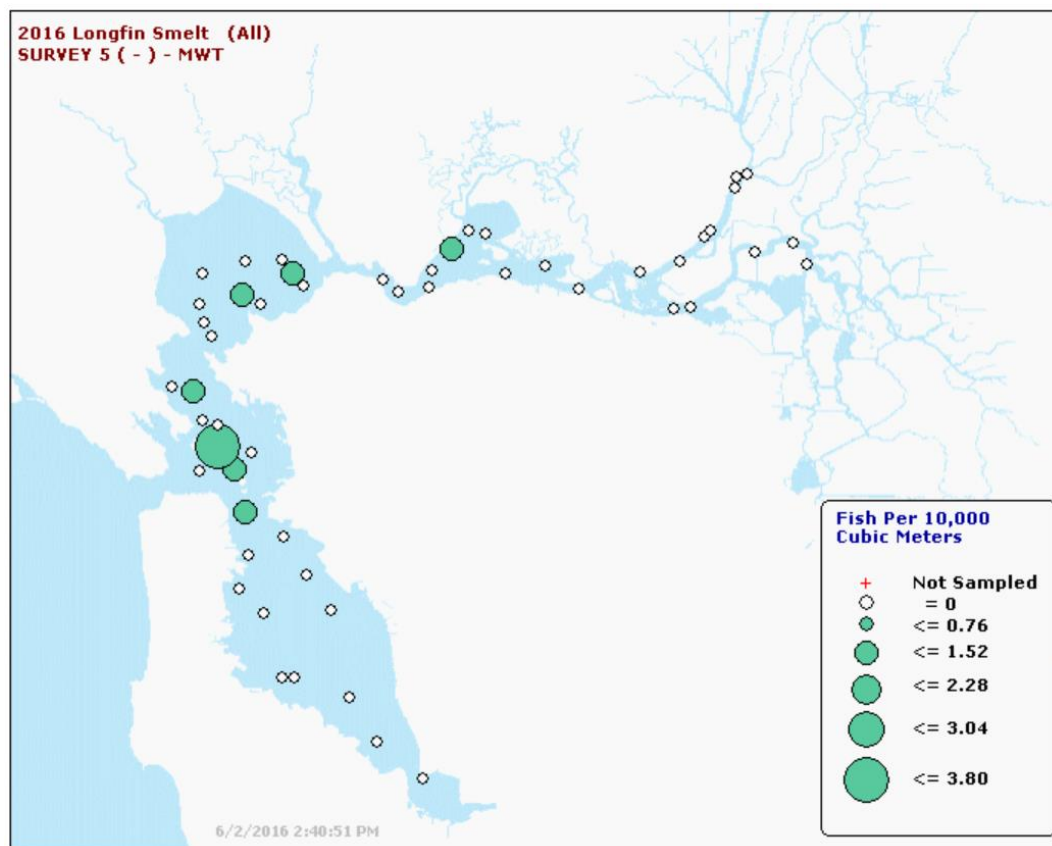 2016 Longfin Smelt (All)
SURVEY 5 ( - ) - MWT
Fish Per 10,000
Cubic Meters
Not Sampled
= 0
<= 0.76
<= 1.52
<= 2.28
<= 3.04
<= 3.80
6/2/2016 2:40:51 PM